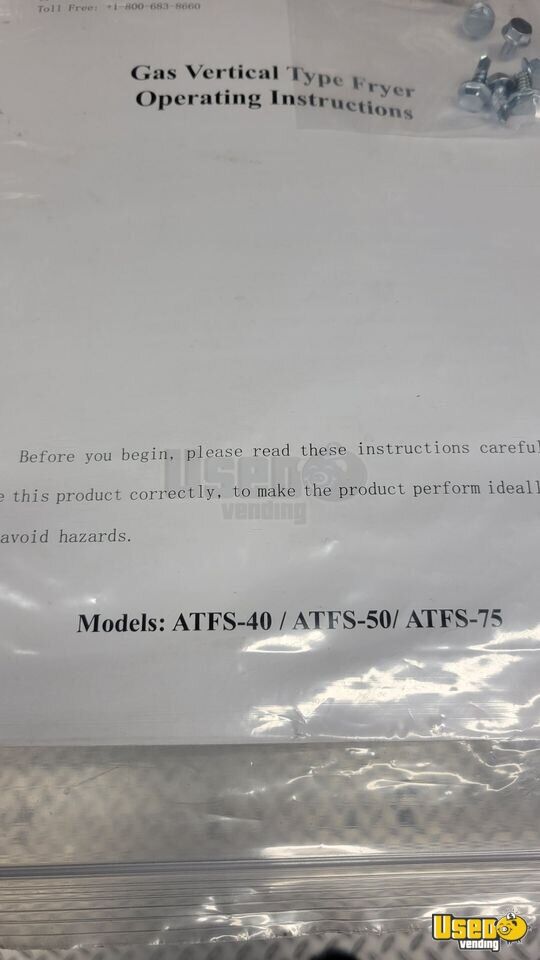 Toll Free: +1-800-683-8660
Gas Vertical Type Fryer
Operating Instructions
Before you begin, please read these instructions careful
e this product correctly, to make the product perform ideall
avoid hazards.
Used
vending
Models: ATFS-40 / ATFS-50/ ATFS-75
Used
vending